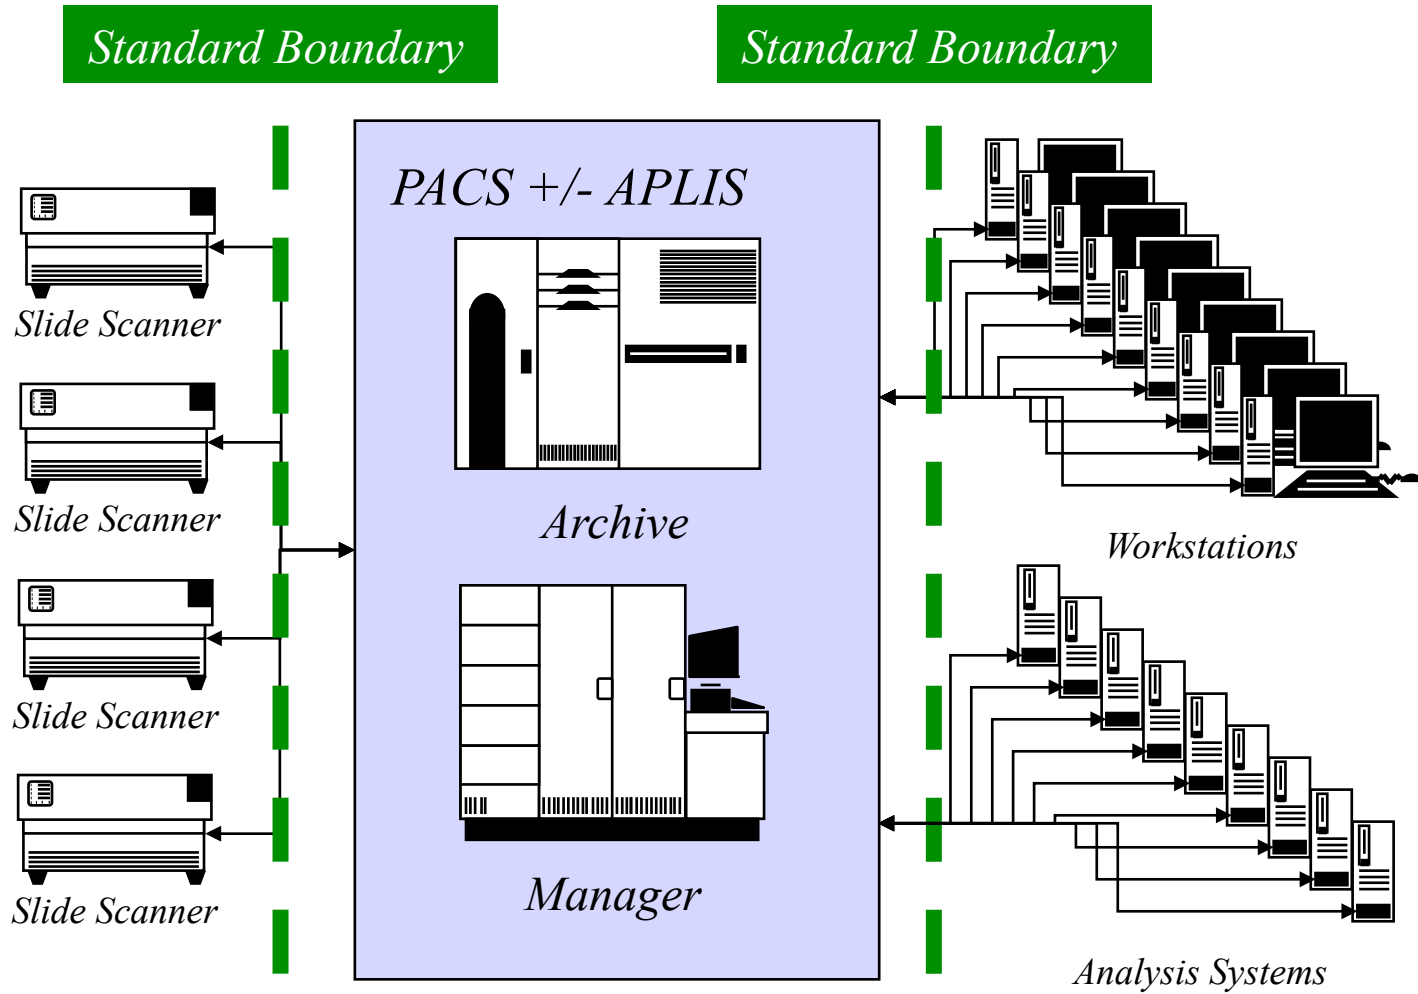 Standard Boundary
Standard Boundary
PACS +/- APLIS
Slide Scanner
Slide Scanner
Slide Scanner
Slide Scanner
Archive
Manager
Workstations
Analysis Systems